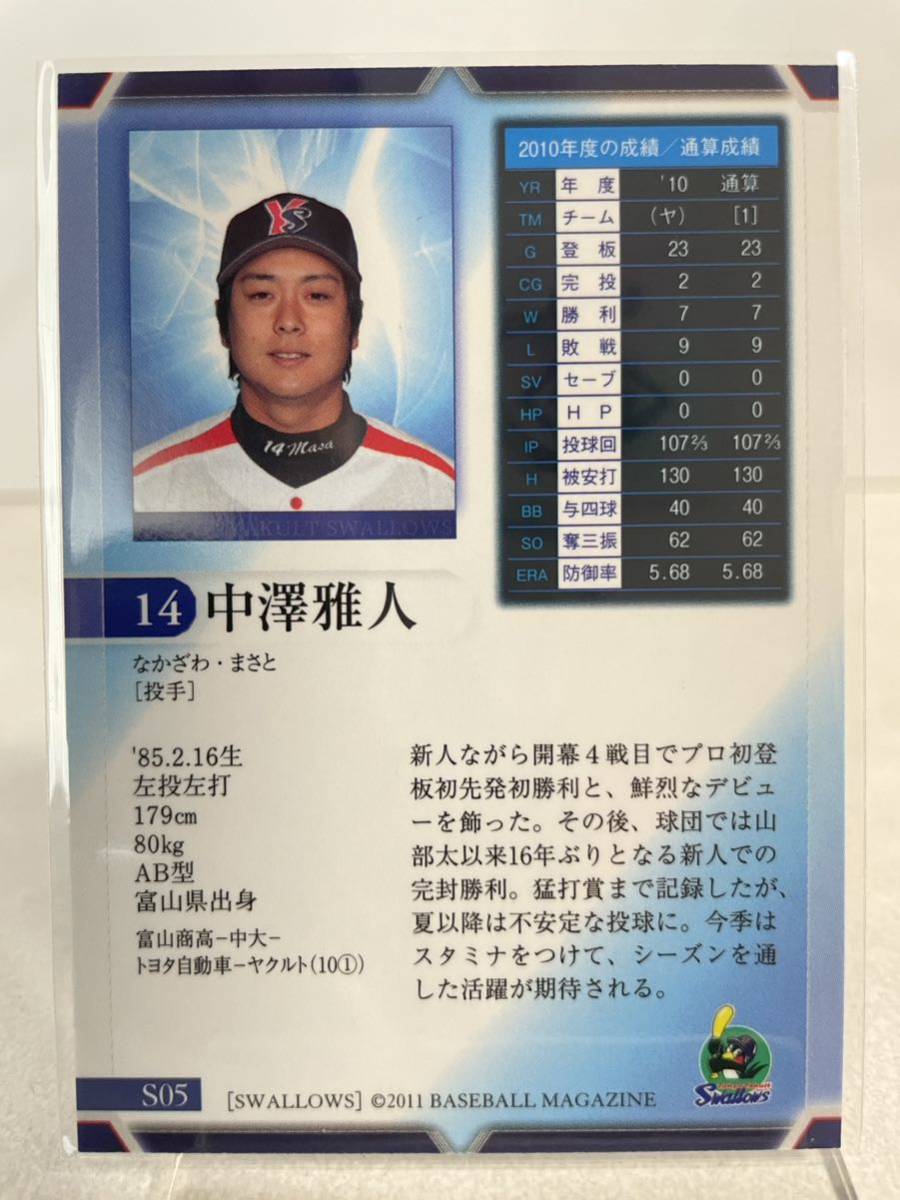 YS
14 Masa
YAKULT SWALLOWS
14 中澤雅人
なかざわ・まさと
[投手]
'85.2.16生
左投左打
179cm
80kg
AB型
富山県出身
富山商高−中大−
トヨタ自動車−ヤクルト(10①)
2010年度の成績／通算成績
YR 年度 '10 通算
TM チーム (ヤ) [1]
G 登板 23 23
CG 完投 2 2
W 勝利 7 7
L 敗戦 9 9
SV セーブ 0 0
HP HP 0 0
IP 投球回 107⅔ 107⅔
H 被安打 130 130
BB 与四球 40 40
SO 奪三振 62 62
ERA 防御率 5.68 5.68
新人ながら開幕4戦目でプロ初登
板初先発初勝利と、鮮烈なデビュ
ーを飾った。その後、球団では山
部太以来16年ぶりとなる新人での
完封勝利。猛打賞まで記録したが、
夏以降は不安定な投球に。今季は
スタミナをつけて、シーズンを通
した活躍が期待される。
Swallows
S05 [SWALLOWS] ©2011 BASEBALL MAGAZINE